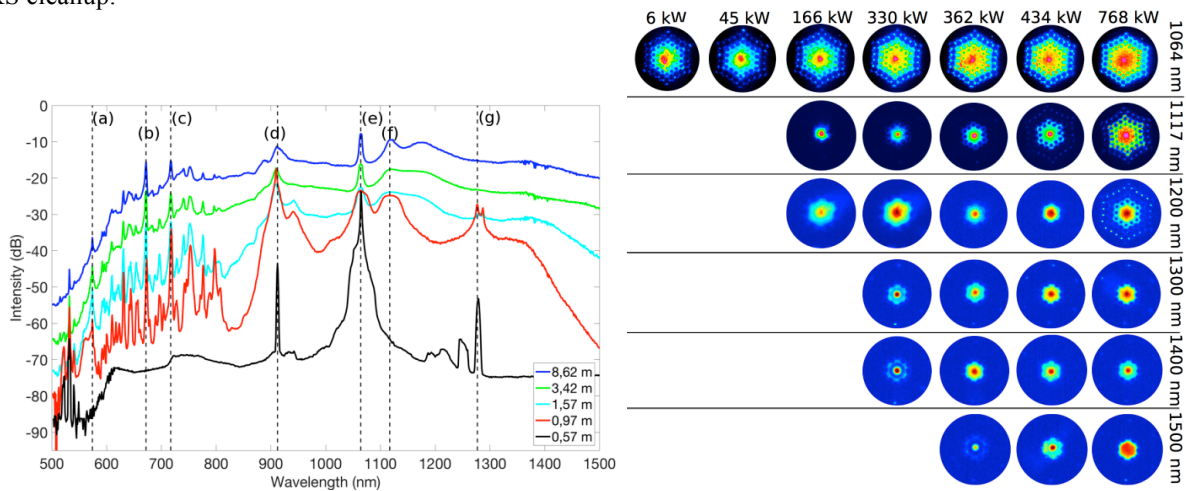 6 kW 45 kW 166 kW 330 kW 362 kW 434 kW 768 kW
1064 nm
1117 nm
1200 nm
1300 nm
1400 nm
1500 nm
0
-10
-20
-30
-40
-50
-60
-70
-80
-90
Intensity (dB)
(a)
(b)
(c)
(d)
(e)
(f)
(g)
8,62 m
3,42 m
1,57 m
0,97 m
0,57 m
500 600 700 800 900 1000 1100 1200 1300 1400 1500
Wavelength (nm)